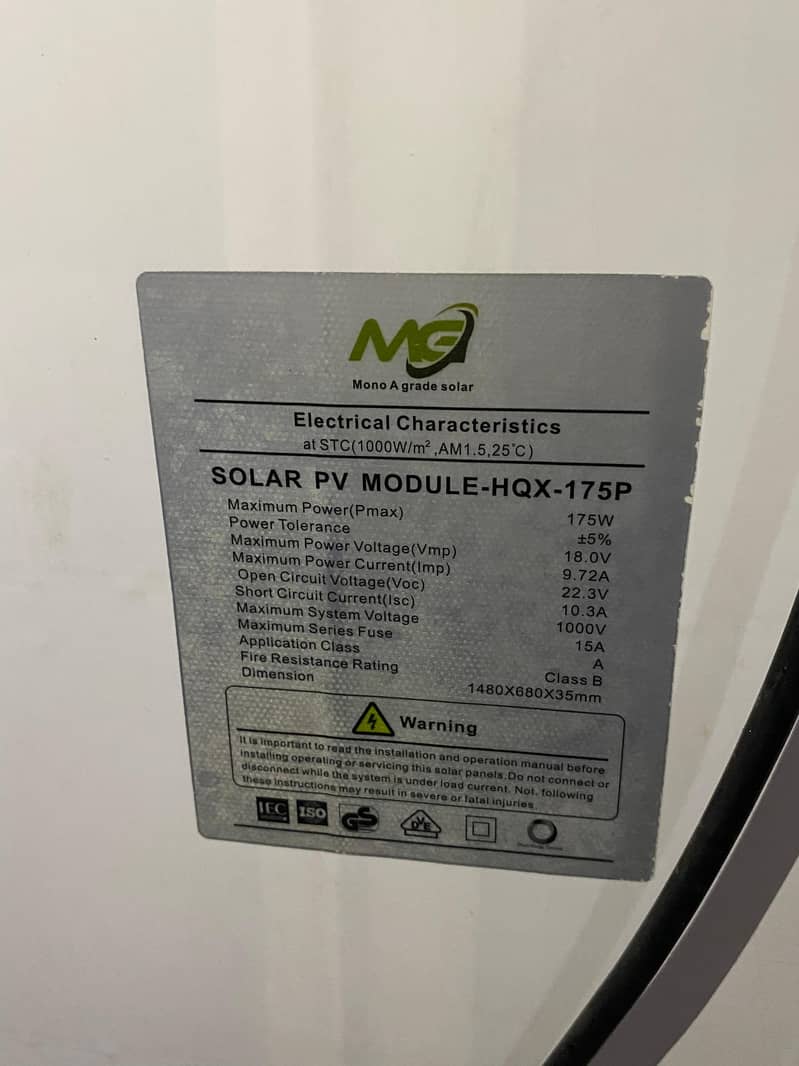 MG
Mono A grade solar
Electrical Characteristics
at STC(1000W/m²,AM1.5,25°C)
SOLAR PV MODULE-HQX-175P
Maximum Power(Pmax) 175W
Power Tolerance ±5%
Maximum Power Voltage(Vmp) 18.0V
Maximum Power Current(Imp) 9.72A
Open Circuit Voltage(Voc) 22.3V
Short Circuit Current(Isc) 10.3A
Maximum System Voltage 1000V
Maximum Series Fuse 15A
Application Class A
Fire Resistance Rating Class B
Dimension 1480X680X35mm
Warning
It is important to read the installation and operation manual before
installing operating or servicing this solar panels.Do not connect or
disconnect while the system is under load current. Not. following
these instructions may result in severe or fatal injuries
IEC ISO GS VDE